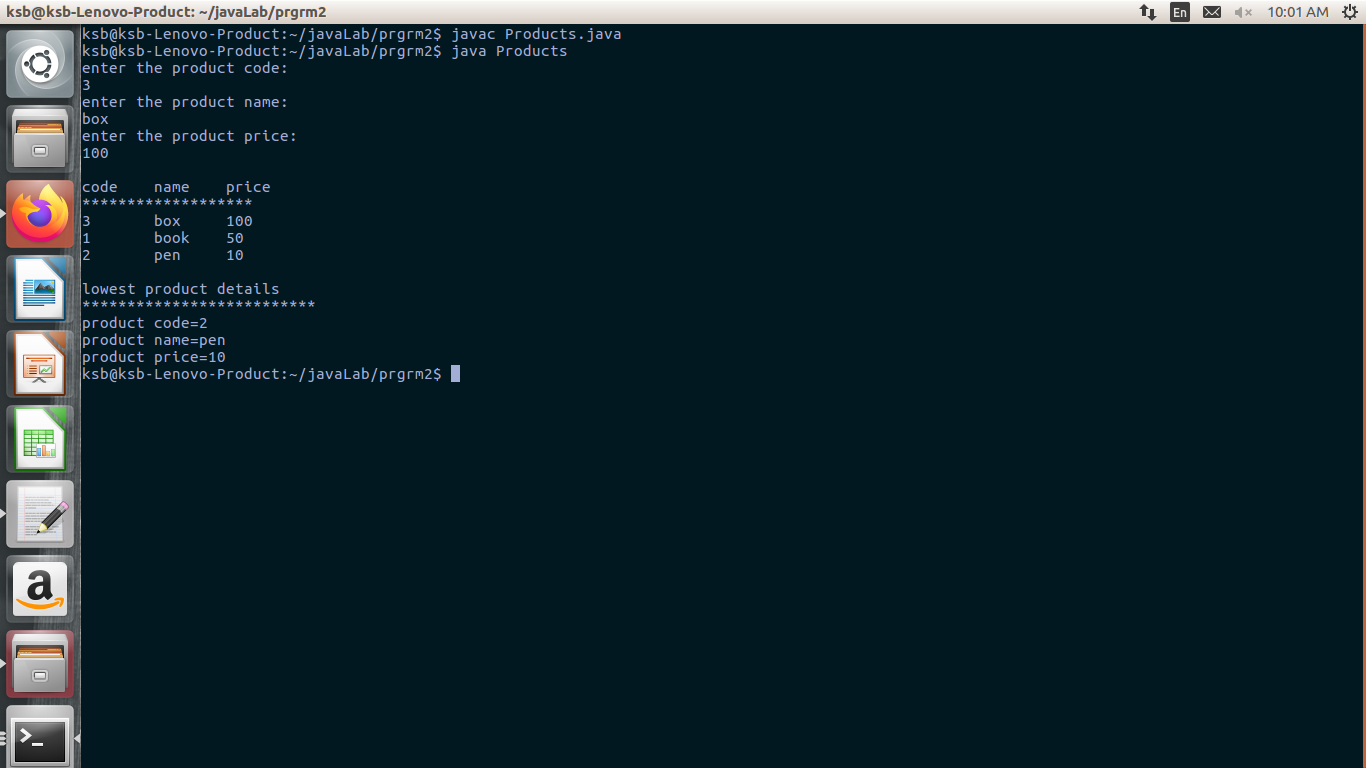 ksb@ksb-Lenovo-Product: ~/javaLab/prgrm2
En
10:01 AM
ksb@ksb-Lenovo-Product:~/javaLab/prgrm2$ javac Products.java
ksb@ksb-Lenovo-Product:~/javaLab/prgrm2$ java Products
enter the product code:
3
enter the product name:
box
enter the product price:
100
code    name    price
*******************
3       box     100
1       book    50
2       pen     10
lowest product details
**************************
product code=2
product name=pen
product price=10
ksb@ksb-Lenovo-Product:~/javaLab/prgrm2$
a
>_